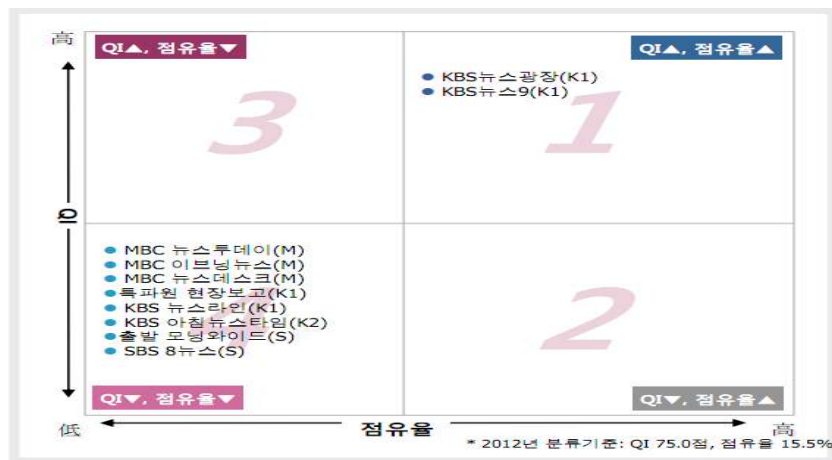 高
QI▲, 점유율▼
QI▲, 점유율▲
KBS뉴스광장(K1)
KBS뉴스9(K1)
3
1
QI
MBC 뉴스투데이(M)
MBC 이브닝뉴스(M)
MBC 뉴스데스크(M)
특파원 현장보고(K1)
KBS 뉴스라인(K1)
KBS 아침뉴스타임(K2)
출발 모닝와이드(S)
SBS 8뉴스(S)
4
2
QI▼, 점유율▼
QI▼, 점유율▲
低
점유율
高
* 2012년 분류기준: QI 75.0점, 점유율 15.5%